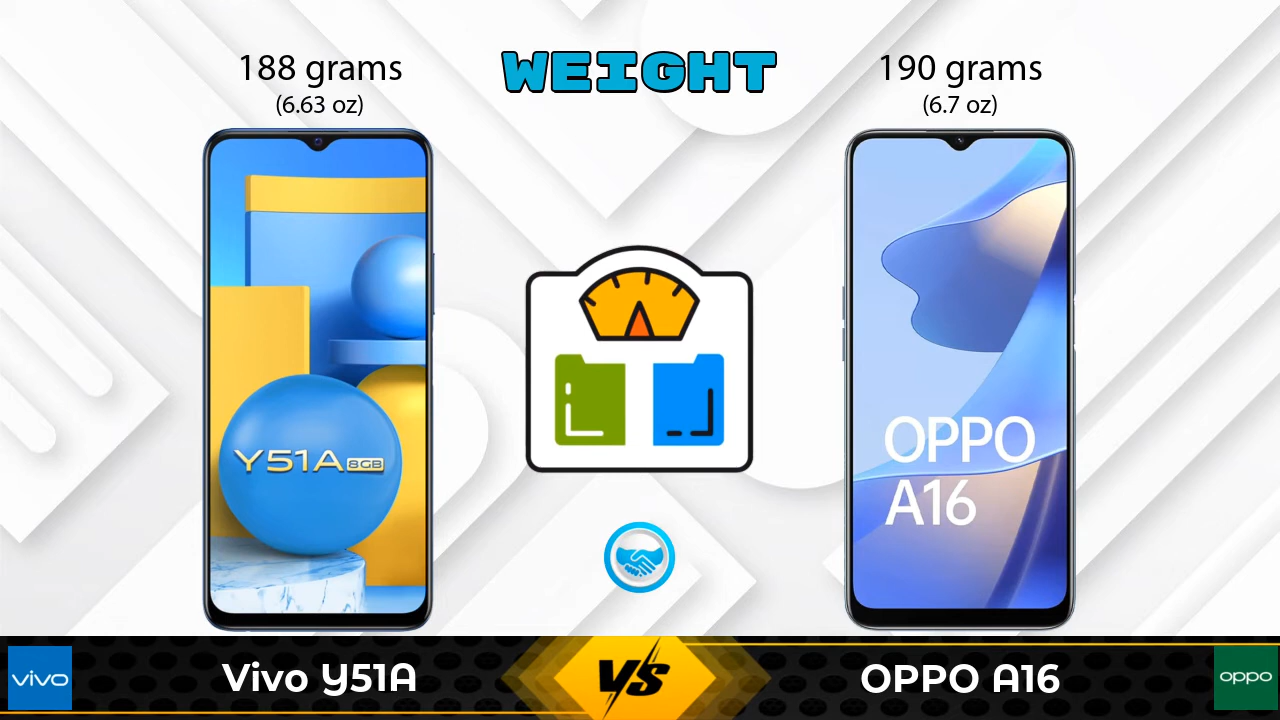 188 grams
(6.63 oz)
WEIGHT
190 grams
(6.7 oz)
Y51A 8GB
OPPO
A16
vivo
Vivo Y51A
VS
OPPO A16
oppo